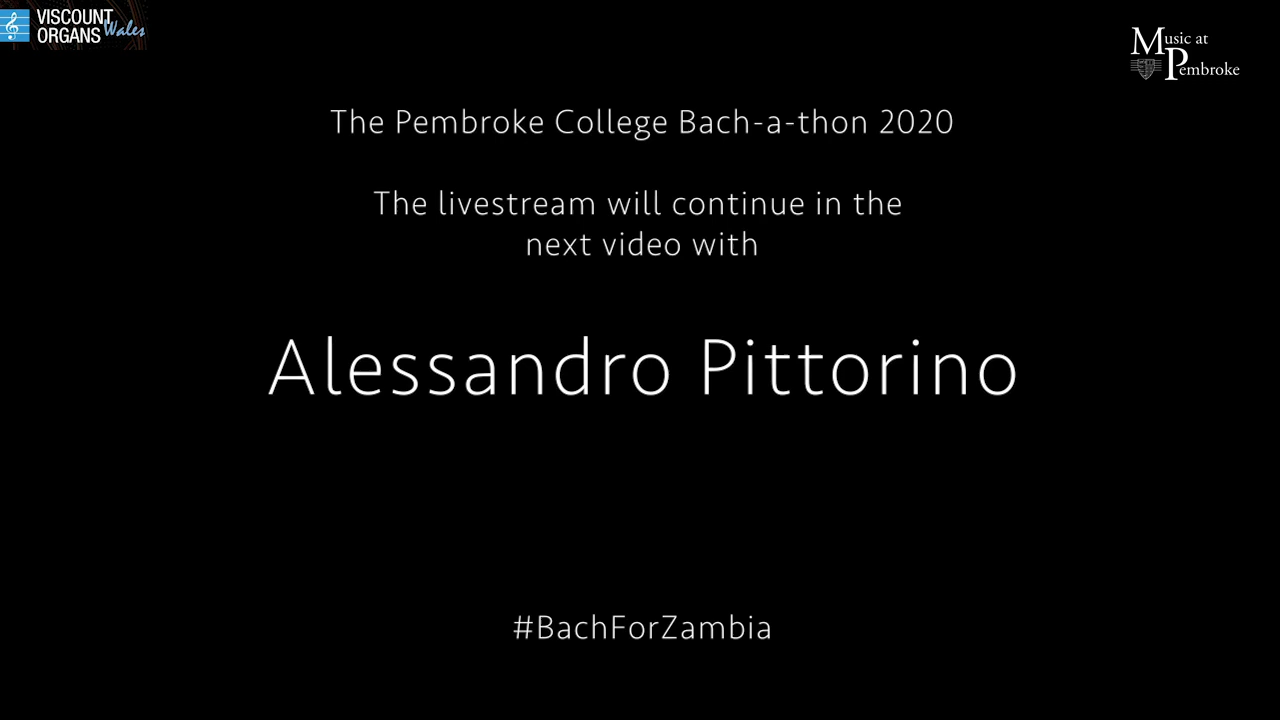 VISCOUNT
ORGANS Wales
Music at
Pembroke
The Pembroke College Bach-a-thon 2020
The livestream will continue in the
next video with
Alessandro Pittorino
#BachForZambia